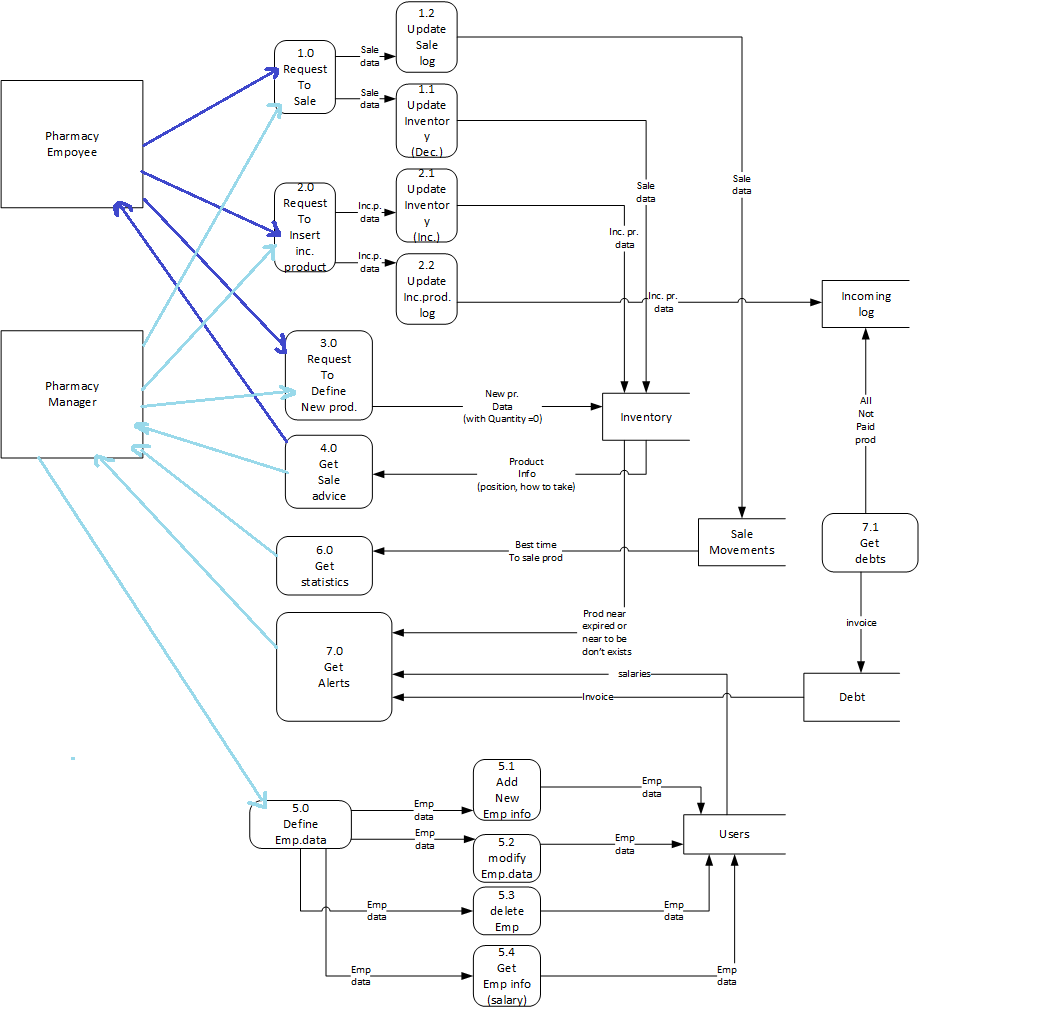 1.2
Update
Sale
log
1.0
Request
To
Sale
Sale
data
Sale
data
1.1
Update
Inventor
y
(Dec.)
Pharmacy
Empoyee
2.0
Request
To
Insert
inc.
product
Inc.p.
data
Inc.p.
data
2.1
Update
Inventor
y
(Inc.)
2.2
Update
Inc.prod.
log
Sale
data
Sale
data
Inc. pr.
data
Inc. pr.
data
Incoming
log
Pharmacy
Manager
3.0
Request
To
Define
New prod.
New pr.
Data
(with Quantity =0)
Inventory
All
Not
Paid
prod
4.0
Get
Sale
advice
Product
Info
(position, how to take)
6.0
Get
statistics
Best time
To sale prod
Sale
Movements
7.1
Get
debts
invoice
7.0
Get
Alerts
Prod near
expired or
near to be
don't exists
salaries
Invoice
Debt
5.0
Define
Emp.data
Emp
data
Emp
data
Emp
data
Emp
data
5.1
Add
New
Emp info
5.2
modify
Emp.data
5.3
delete
Emp
5.4
Get
Emp info
(salary)
Emp
data
Emp
data
Emp
data
Emp
data
Users